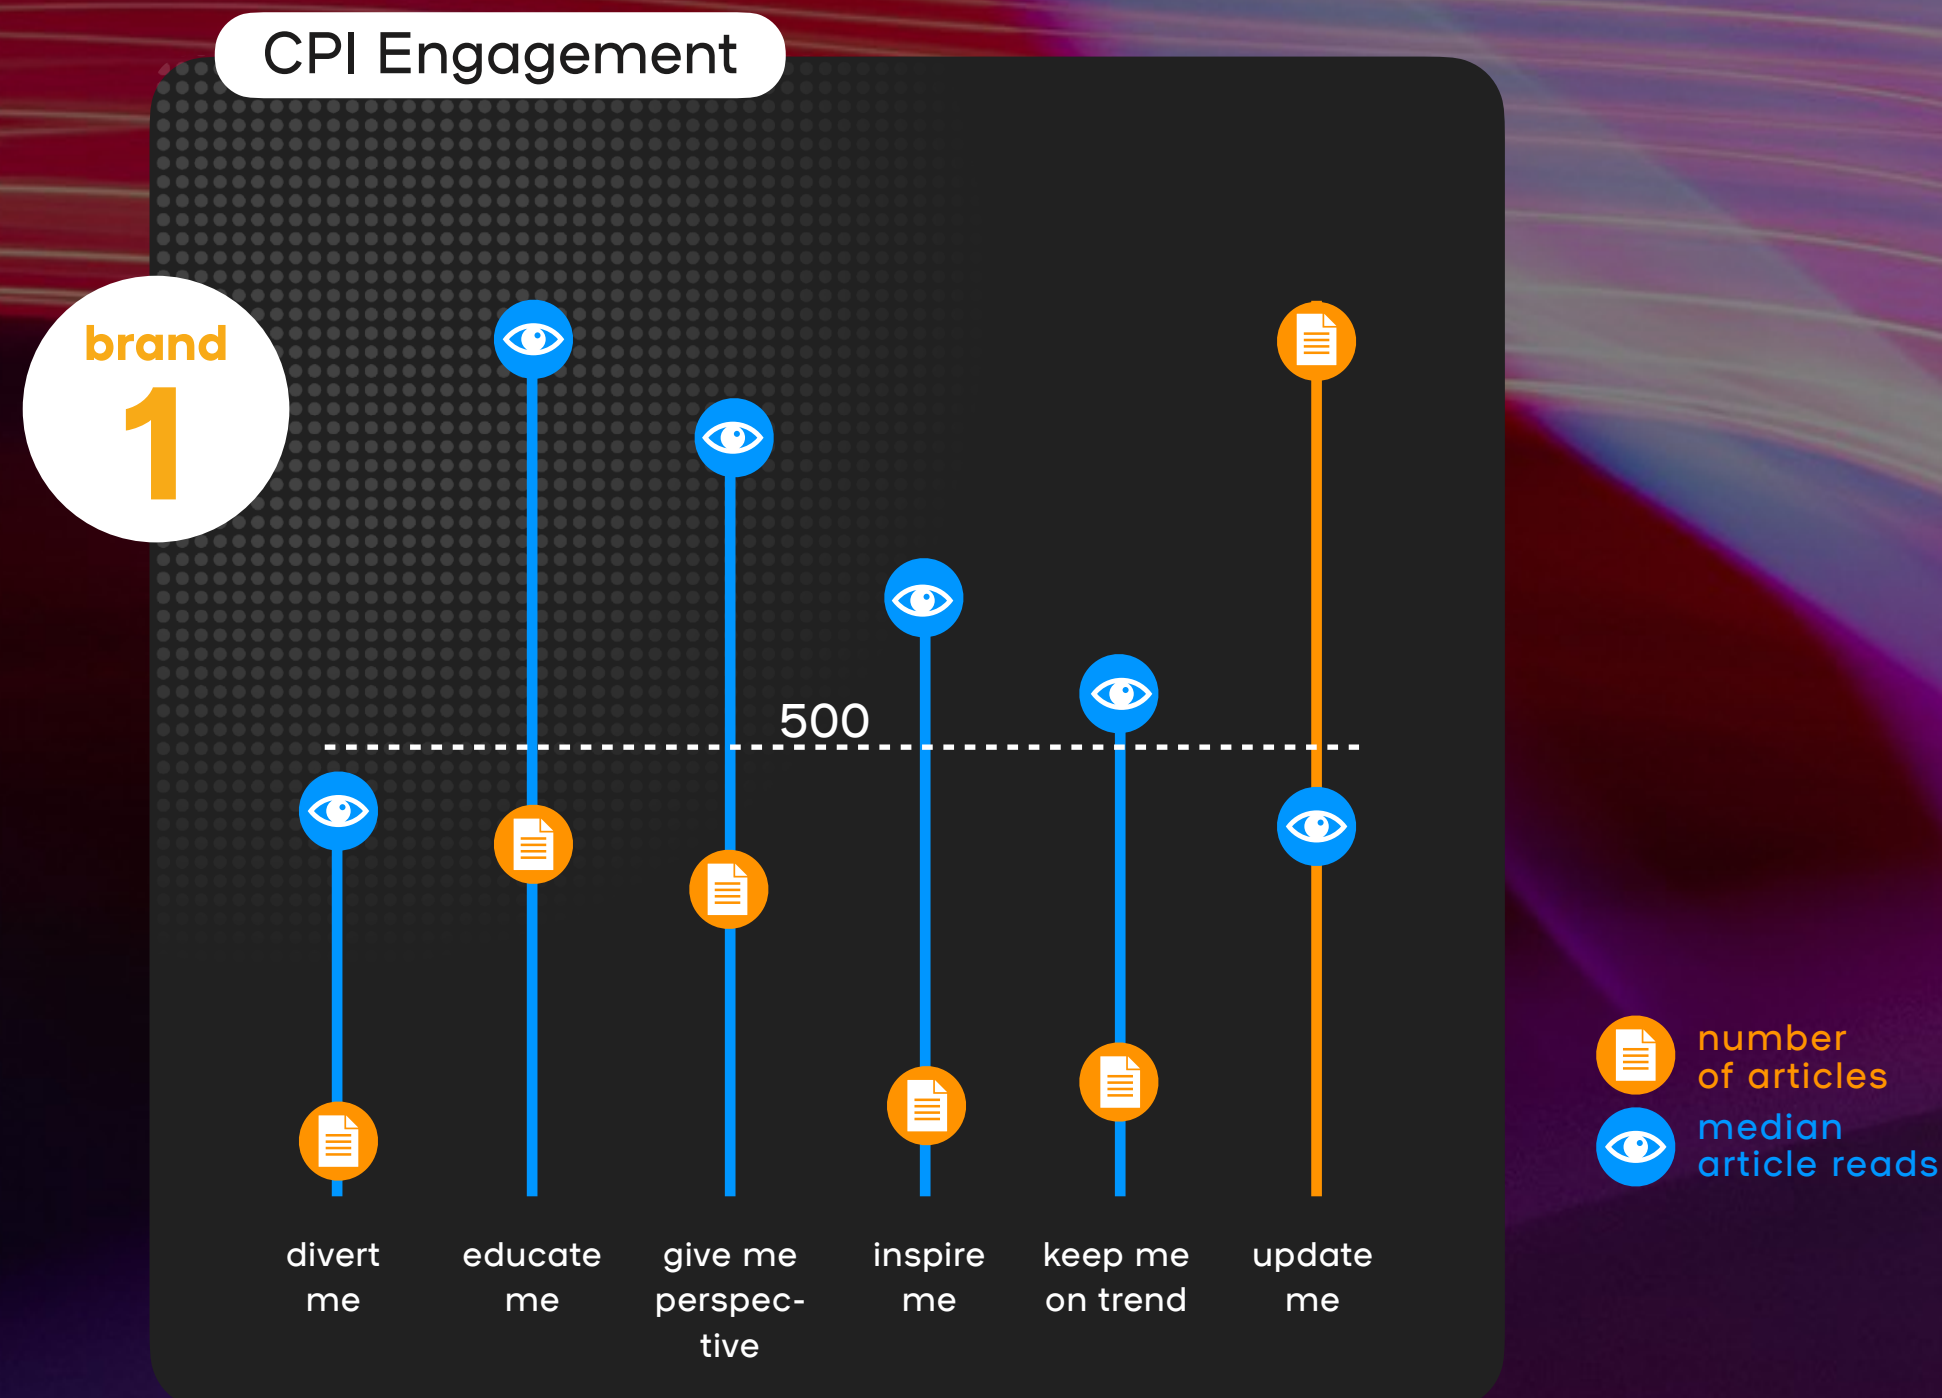 CPI Engagement
brand
1
500
divert
me
educate
me
give me
perspec-
tive
inspire
me
keep me
on trend
update
me
number
of articles
median
article reads